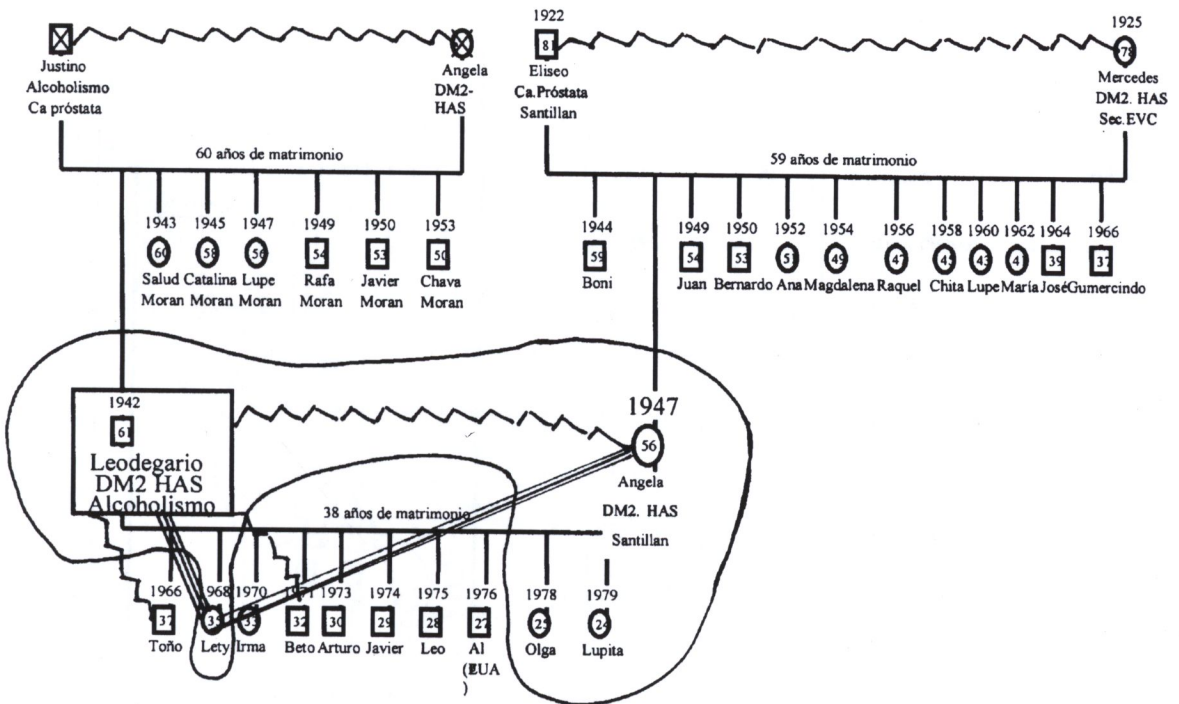 1922
1925
81
78
Justino
Alcoholismo
Ca próstata
Angela
DM2-
HAS
Eliseo
Ca.Próstata
Santillan
Mercedes
DM2. HAS
Sec.EVC
60 años de matrimonio
59 años de matrimonio
1943 1945 1947 1949 1950 1953
60 58 56 54 53 50
Salud Catalina Lupe Rafa Javier Chava
Moran Moran Moran Moran Moran Moran
1944 1949 1950 1952 1954 1956 1958 1960 1962 1964 1966
59 54 53 51 49 47 45 43 41 39 37
Boni Juan Bernardo Ana Magdalena Raquel Chita Lupe María José Gumercindo
1942
61
Leodegario
DM2 HAS
Alcoholismo
1947
56
Angela
DM2. HAS
Santillan
38 años de matrimonio
1966 1968 1970 1971 1973 1974 1975 1976 1978 1979
37 35 33 32 30 29 28 27 25 24
Toño Lety Irma Beto Arturo Javier Leo Al Olga Lupita
(EUA
)